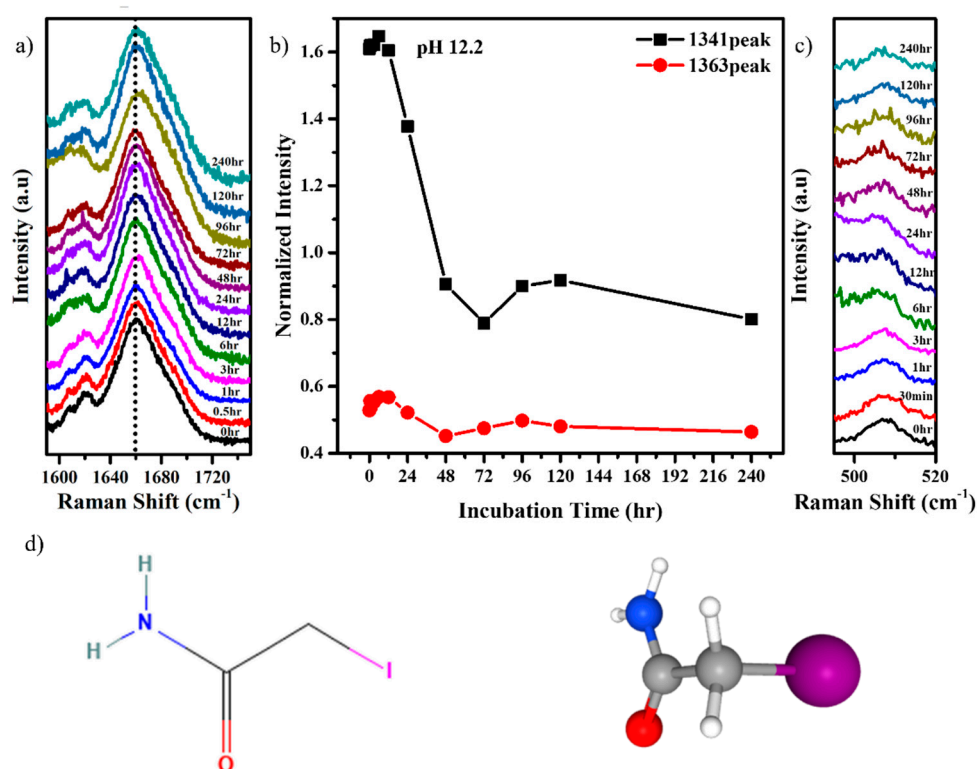 a)
240hr
120hr
96hr
72hr
48hr
24hr
12hr
6hr
3hr
1hr
0.5hr
0hr
Intensity (a.u)
1600 1640 1680 1720
Raman Shift (cm-1)
b)
pH 12.2
1341peak
1363peak
1.6
1.4
1.2
1.0
0.8
0.6
0.4
Normalized Intensity
0 24 48 72 96 120 144 168 192 216 240
Incubation Time (hr)
c)
240hr
120hr
96hr
72hr
48hr
24hr
12hr
6hr
3hr
1hr
30min
0hr
Intensity (a.u)
500 520
Raman Shift (cm-1)
d)
H
N
H
I
O